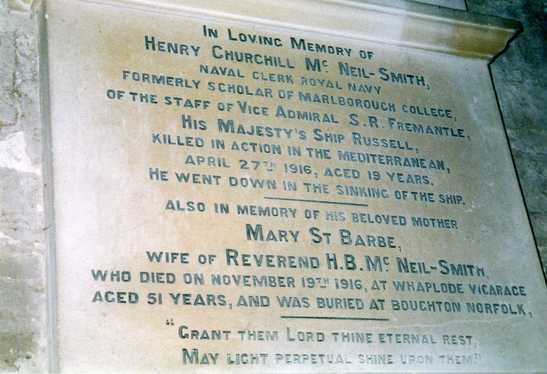 In Loving Memory of
Henry Churchill Mc Neil-Smith,
Naval Clerk Royal Navy
formerly scholar of Marlborough College,
of the staff of Vice Admiral S.R. Fremantle,
His Majesty's Ship Russell,
killed in action in the Mediterranean,
April 27th 1916, aged 19 years.
He went down in the sinking of the ship.
Also in memory of his beloved mother
Mary St Barbe,
wife of Reverend H.B. Mc Neil-Smith
who died on November 19th 1916, at Whaplode Vicarage
aged 51 years, and was buried at Boughton Norfolk,
"Grant them Lord thine eternal rest,
May light perpetual shine upon them."